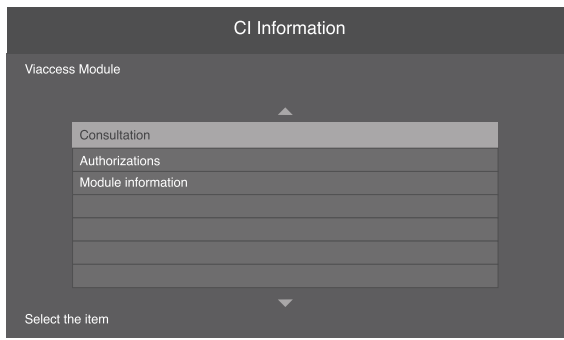 CI Information
Viaccess Module
Consultation
Authorizations
Module information
Select the item